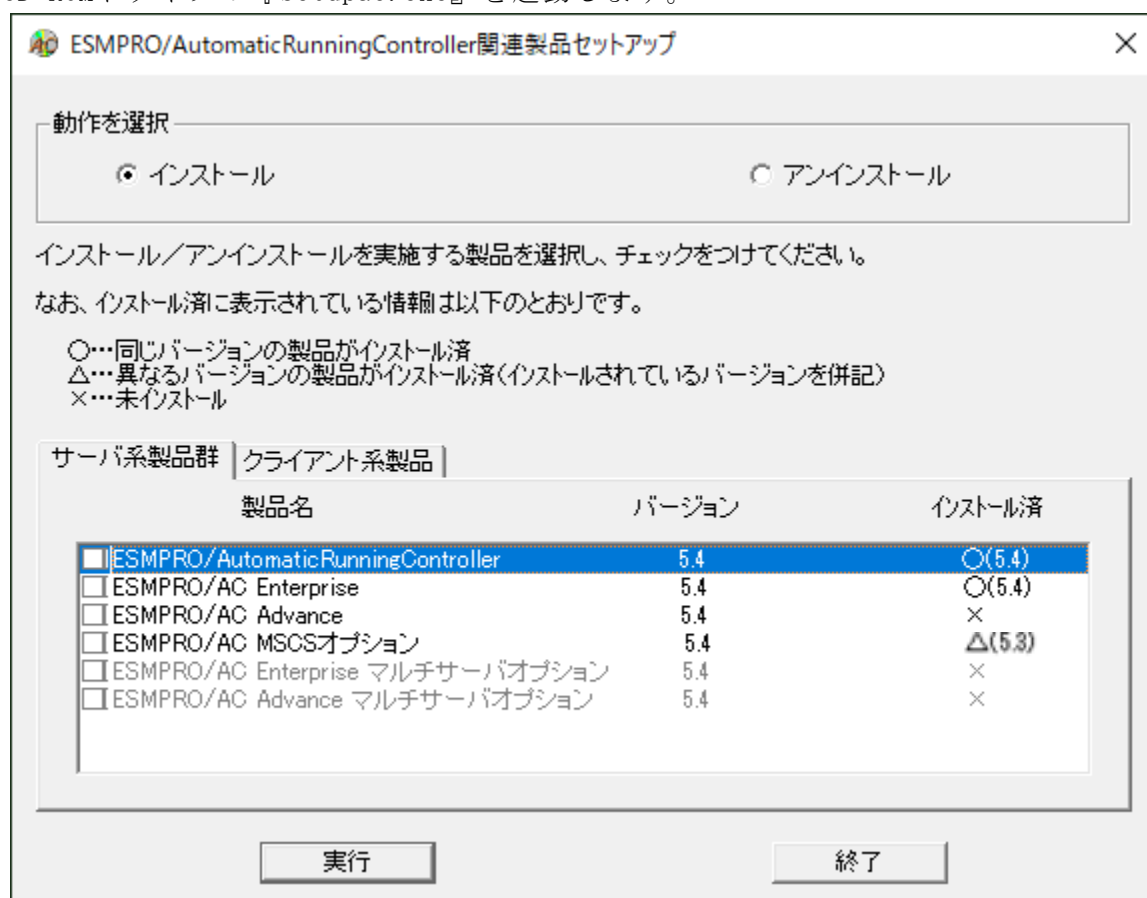 ESMPRO/AutomaticRunningController関連製品セットアップ
動作を選択
インストール
アンインストール
インストール／アンインストールを実施する製品を選択し、チェックをつけてください。
なお、インストール済に表示されている情報は以下のとおりです。
○…同じバージョンの製品がインストール済
△…異なるバージョンの製品がインストール済(インストールされているバージョンを併記)
×…未インストール
サーバ系製品群 クライアント系製品
製品名 バージョン インストール済
ESMPRO/AutomaticRunningController 5.4 ○(5.4)
ESMPRO/AC Enterprise 5.4 ○(5.4)
ESMPRO/AC Advance 5.4 ×
ESMPRO/AC MSCSオプション 5.4 △(5.3)
ESMPRO/AC Enterprise マルチサーバオプション 5.4 ×
ESMPRO/AC Advance マルチサーバオプション 5.4 ×
実行 終了